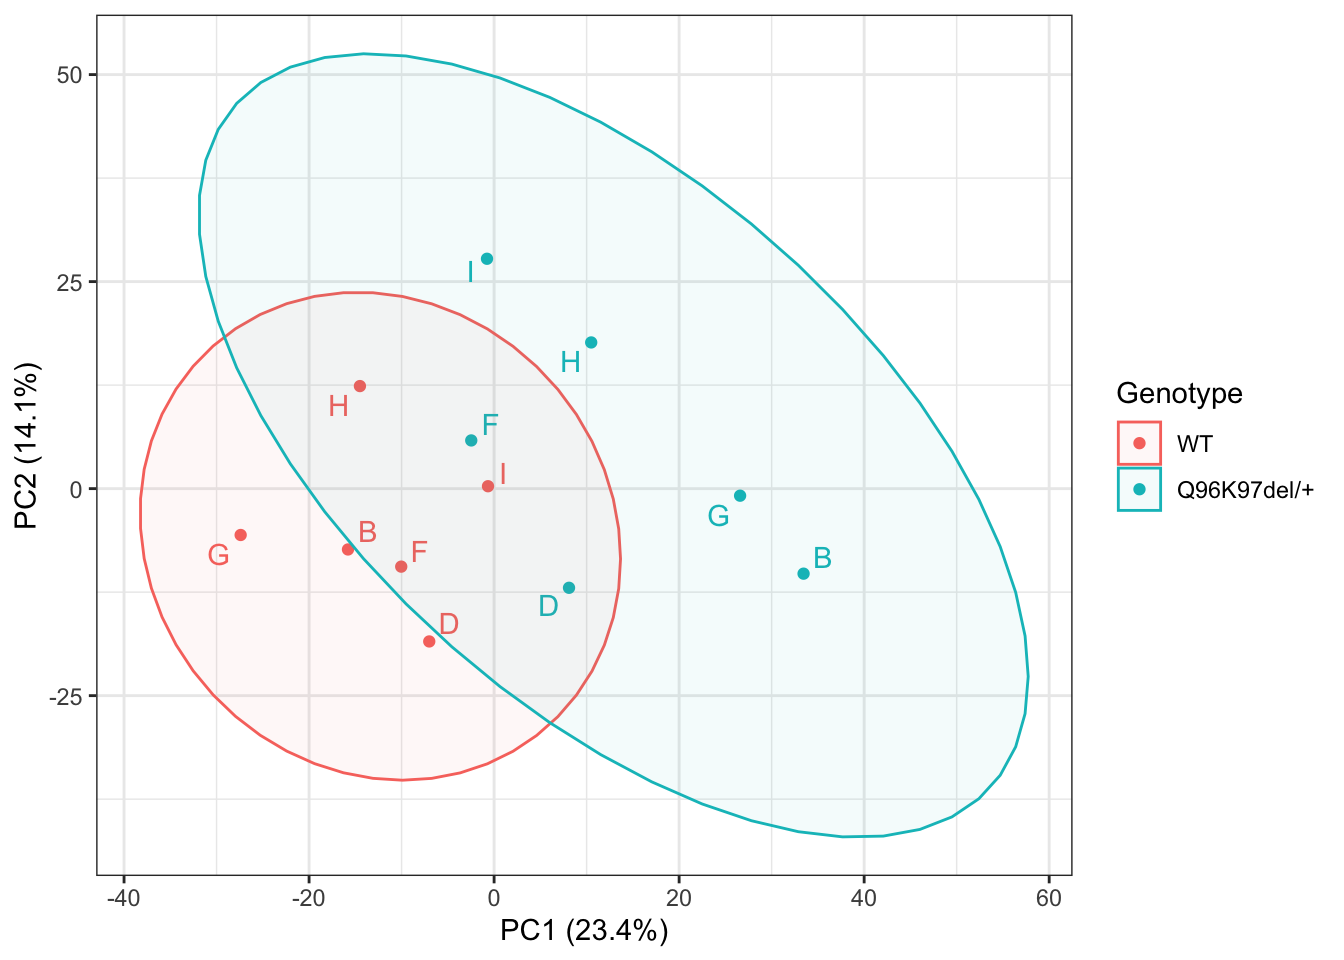 50
25
0
-25
-40
-20
0
20
40
60
PC1 (23.4%)
PC2 (14.1%)
I
H
H
F
I
G
B
F
D
D
G
B
Genotype
WT
Q96K97del/+